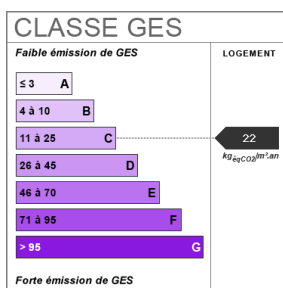 CLASSE GES
Faible émission de GES
LOGEMENT
≤ 3 A
4 à 10 B
11 à 25 C
22
kgéqCO2/m².an
26 à 45 D
46 à 70 E
71 à 95 F
> 95 G
Forte émission de GES